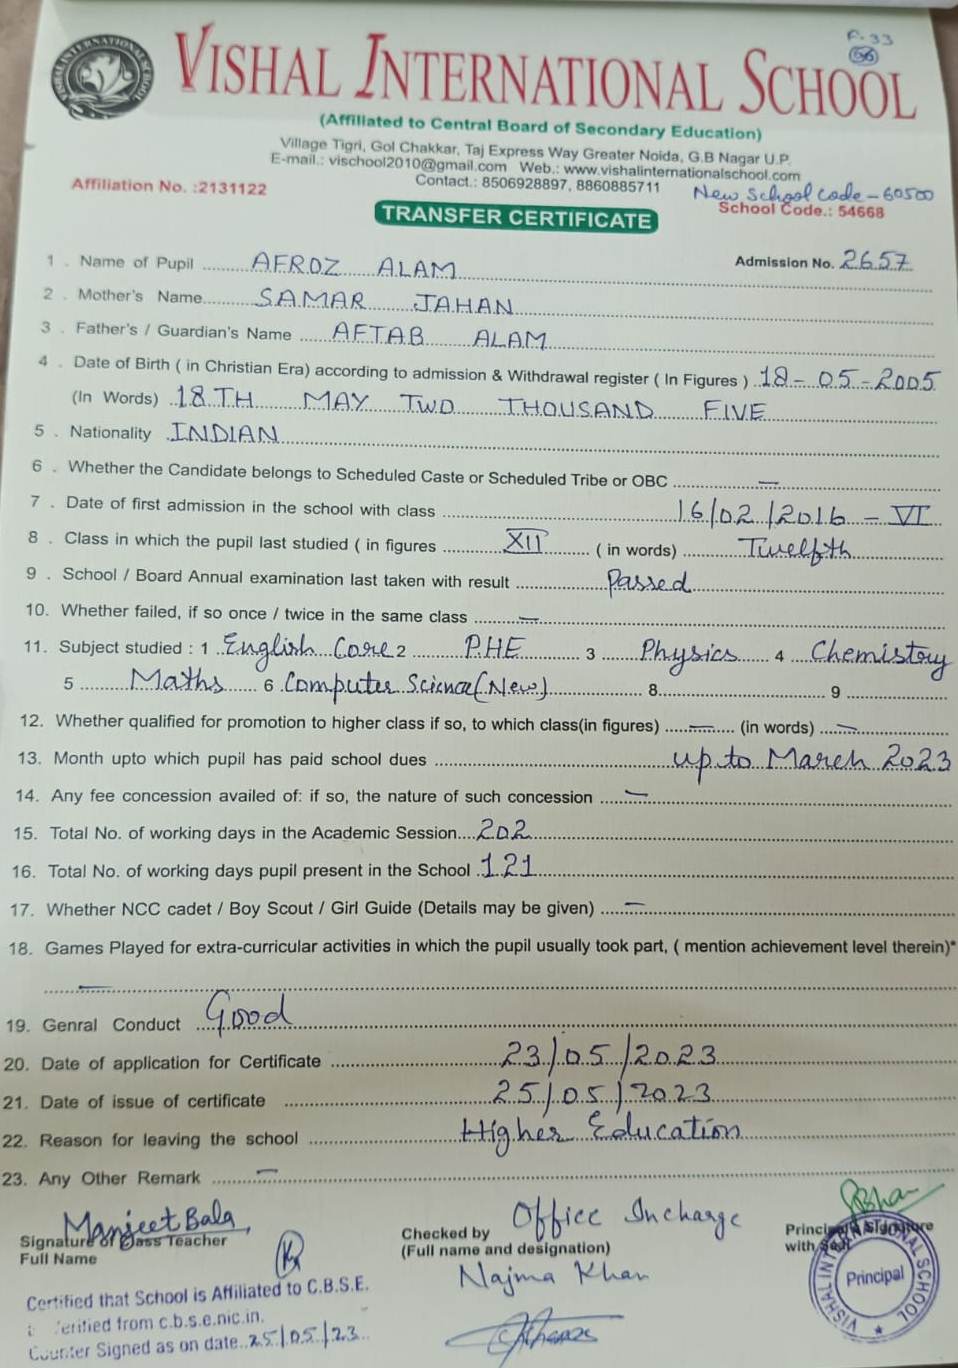 F.33
66
VISHAL INTERNATIONAL SCHOOL
(Affiliated to Central Board of Secondary Education)
Village Tigri, Gol Chakkar, Taj Express Way Greater Noida, G.B Nagar U.P.
E-mail.: vischool2010@gmail.com Web.: www.vishalinternationalschool.com
Contact.: 8506928897, 8860885711
New School Code - 60500
Affiliation No. :2131122
School Code.: 54668
TRANSFER CERTIFICATE
1 . Name of Pupil AFROZ ALAM Admission No. 2657
2 . Mother's Name SAMAR JAHAN
3 . Father's / Guardian's Name AFTAB ALAM
4 . Date of Birth ( in Christian Era) according to admission & Withdrawal register ( In Figures ) 18-05-2005
(In Words) 18TH MAY TWO THOUSAND FIVE
5 . Nationality INDIAN
6 . Whether the Candidate belongs to Scheduled Caste or Scheduled Tribe or OBC —
7 . Date of first admission in the school with class 16/02/2016 - VI
8 . Class in which the pupil last studied ( in figures XII ( in words) Twelfth
9 . School / Board Annual examination last taken with result Passed
10. Whether failed, if so once / twice in the same class —
11. Subject studied : 1 English Core 2 PHE 3 Physics 4 Chemistry
5 Maths 6 Computer Science(New) 8 9
12. Whether qualified for promotion to higher class if so, to which class(in figures) — (in words) —
13. Month upto which pupil has paid school dues up to March 2023
14. Any fee concession availed of: if so, the nature of such concession —
15. Total No. of working days in the Academic Session 202
16. Total No. of working days pupil present in the School 121
17. Whether NCC cadet / Boy Scout / Girl Guide (Details may be given) —
18. Games Played for extra-curricular activities in which the pupil usually took part, ( mention achievement level therein)*
—
19. Genral Conduct Good
20. Date of application for Certificate 23/05/2023
21. Date of issue of certificate 25/05/2023
22. Reason for leaving the school Higher Education
23. Any Other Remark —
Manjeet Bala
Signature of Class Teacher
Full Name
Checked by Office Incharge
(Full name and designation)
Najma Khan
Principal's Signature
with Seal
VISHAL INTERNATIONAL SCHOOL
Principal
Certified that School is Affiliated to C.B.S.E.
Verified from c.b.s.e.nic.in.
Counter Signed as on date 25/05/23